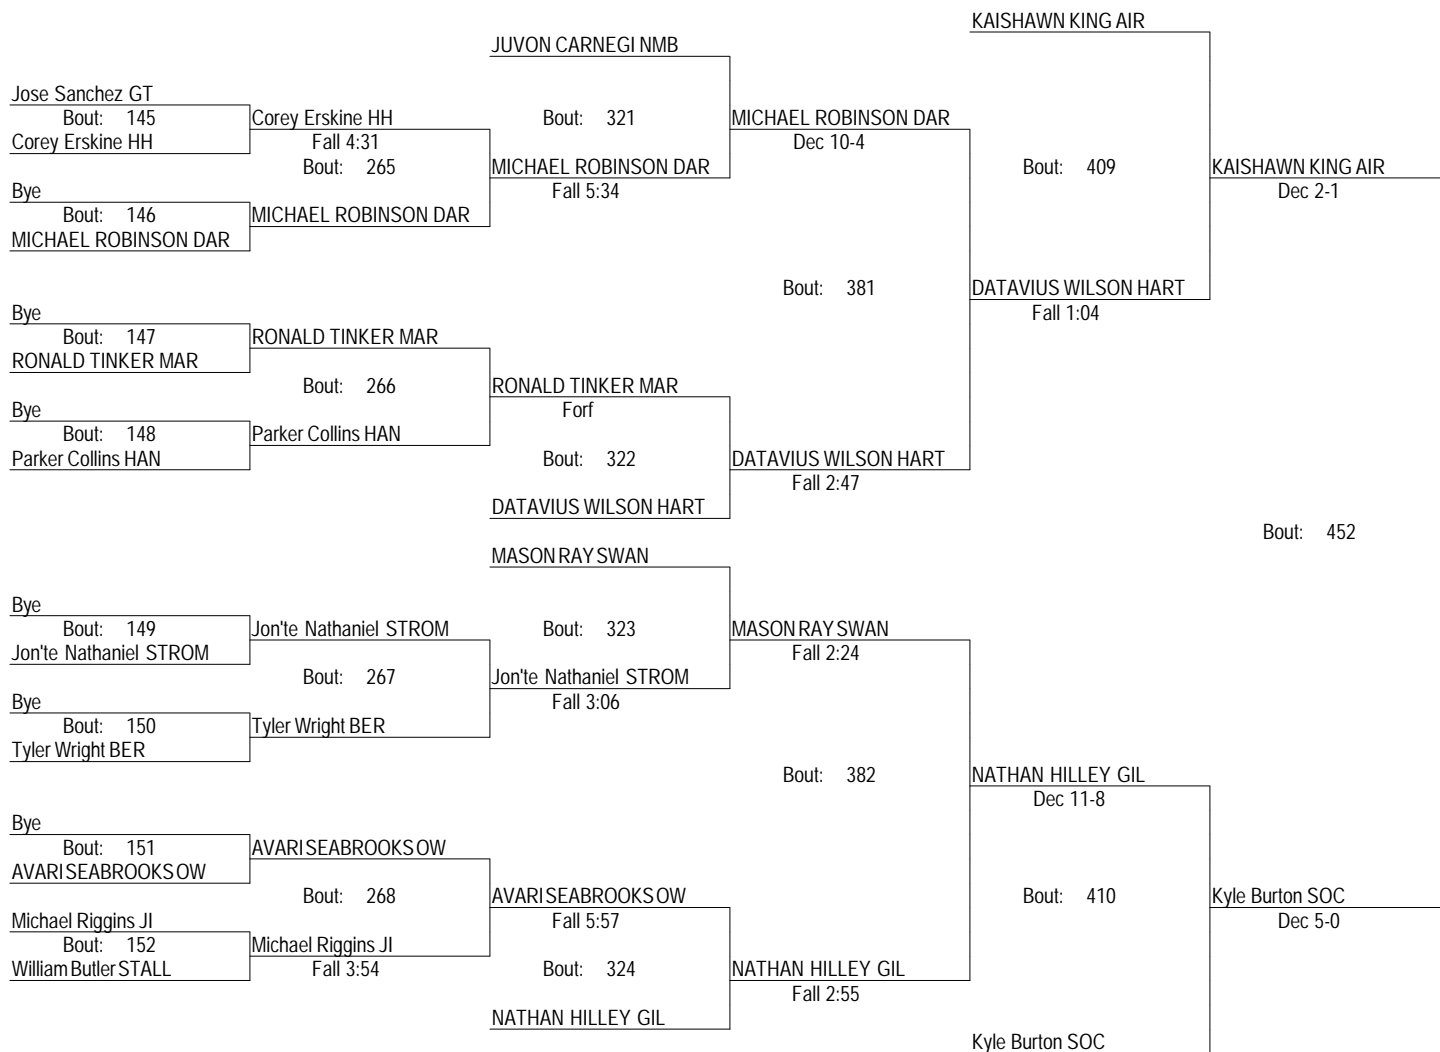 KAISHAWN KING AIR
JUVON CARNEGI NMB
Jose Sanchez GT
Bout: 145
Corey Erskine HH
Corey Erskine HH
Fall 4:31
Bout: 321
MICHAEL ROBINSON DAR
Dec 10-4
Bout: 265
MICHAEL ROBINSON DAR
Fall 5:34
Bout: 409
KAISHAWN KING AIR
Dec 2-1
Bye
Bout: 146
MICHAEL ROBINSON DAR
MICHAEL ROBINSON DAR
Bout: 381
DATAVIUS WILSON HART
Fall 1:04
Bye
Bout: 147
RONALD TINKER MAR
RONALD TINKER MAR
Bout: 266
RONALD TINKER MAR
Forf
Bye
Bout: 148
Parker Collins HAN
Parker Collins HAN
Bout: 322
DATAVIUS WILSON HART
Fall 2:47
DATAVIUS WILSON HART
Bout: 452
MASON RAY SWAN
Bye
Bout: 149
Jon'te Nathaniel STROM
Jon'te Nathaniel STROM
Bout: 323
MASON RAY SWAN
Fall 2:24
Bout: 267
Jon'te Nathaniel STROM
Fall 3:06
Bye
Bout: 150
Tyler Wright BER
Tyler Wright BER
Bout: 382
NATHAN HILLEY GIL
Dec 11-8
Bye
Bout: 151
AVARI SEABROOKS OW
AVARI SEABROOKS OW
Bout: 268
AVARI SEABROOKS OW
Fall 5:57
Bout: 410
Kyle Burton SOC
Dec 5-0
Michael Riggins JI
Bout: 152
William Butler STALL
Michael Riggins JI
Fall 3:54
Bout: 324
NATHAN HILLEY GIL
Fall 2:55
NATHAN HILLEY GIL
Kyle Burton SOC